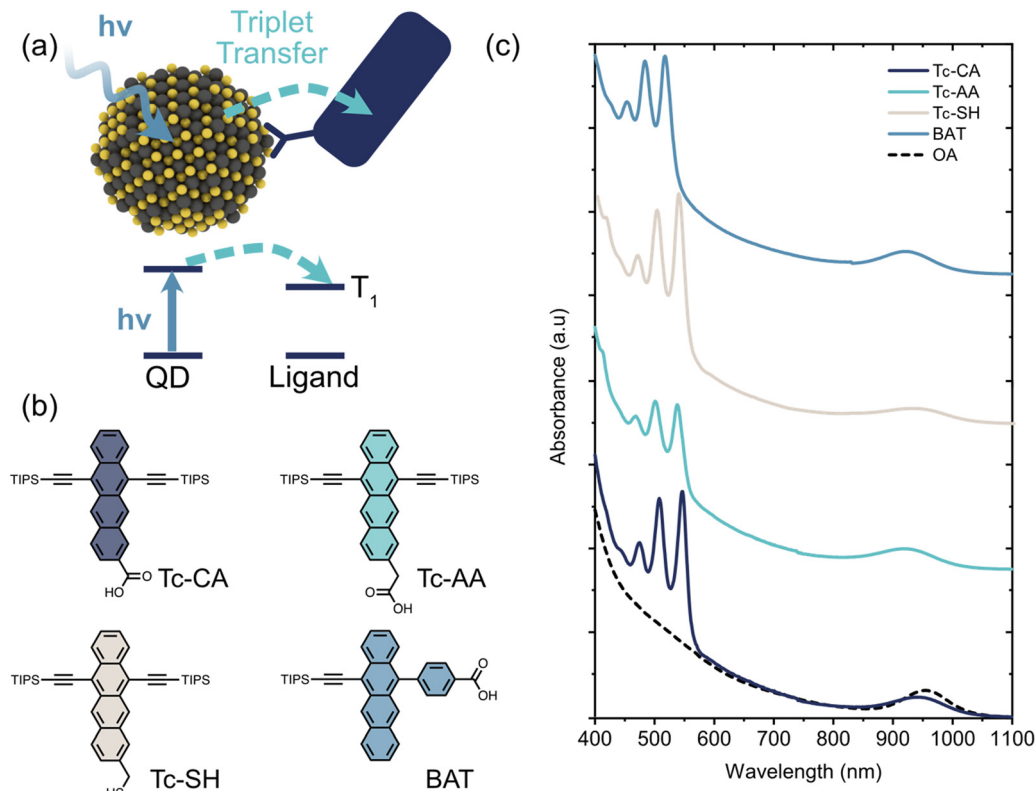 (a)
hν
Triplet
Transfer
hν
T1
QD
Ligand
(b)
TIPS
TIPS
O
HO
Tc-CA
TIPS
TIPS
O
OH
Tc-AA
TIPS
TIPS
Tc-SH
TIPS
O
OH
BAT
(c)
Tc-CA
Tc-AA
Tc-SH
BAT
OA
Absorbance (a.u)
400 500 600 700 800 900 1000 1100
Wavelength (nm)